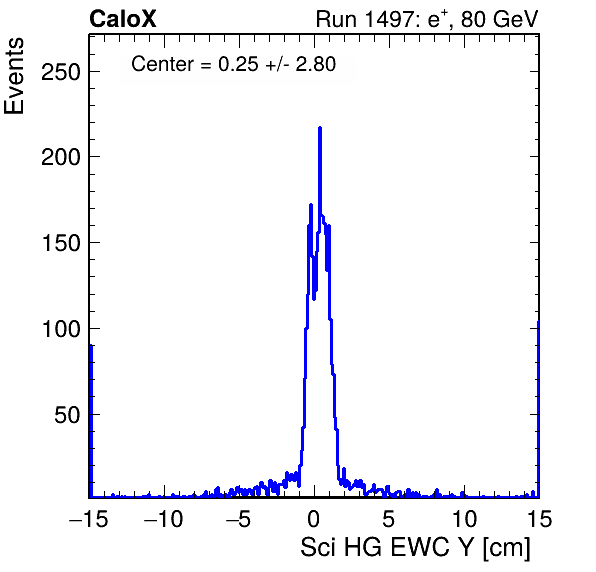 CaloX Run 1497: e⁺, 80 GeV
Events
Center = 0.25 +/- 2.80
250
200
150
100
50
−15 −10 −5 0 5 10 15
Sci HG EWC Y [cm]